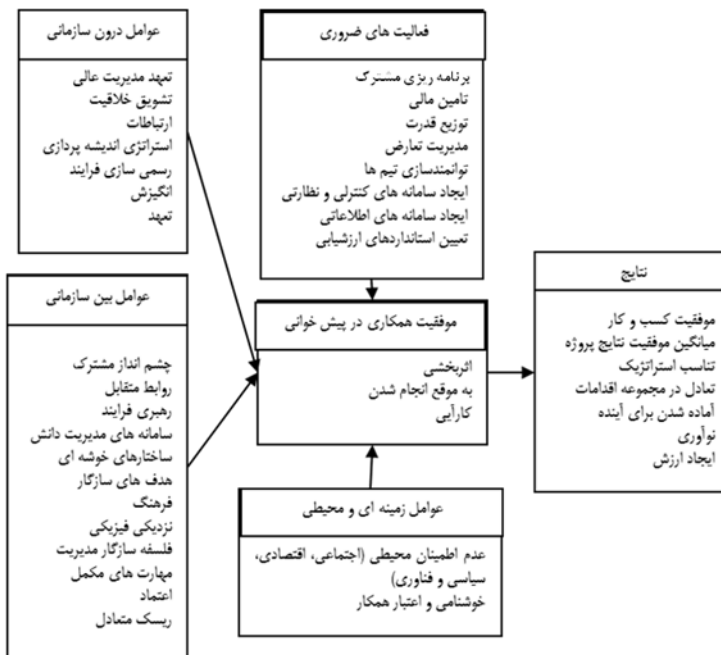 عوامل درون سازمانی
تعهد مدیریت عالی
تشویق خلاقیت
ارتباطات
استراتژی اندیشه پردازی
رسمی سازی فرایند
انگیزش
تعهد
فعالیت های ضروری
برنامه ریزی مشترک
تامین مالی
توزیع قدرت
مدیریت تعارض
توانمندسازی تیم ها
ایجاد سامانه های کنترلی و نظارتی
ایجاد سامانه های اطلاعاتی
تعیین استانداردهای ارزشیابی
عوامل بین سازمانی
چشم انداز مشترک
روابط متقابل
رهبری فرایند
سامانه های مدیریت دانش
ساختارهای خوشه ای
هدف های سازگار
فرهنگ
نزدیکی فیزیکی
فلسفه سازگار مدیریت
مهارت های مکمل
اعتماد
ریسک متعادل
موفقیت همکاری در پیش خوانی
اثربخشی
به موقع انجام شدن
کارآیی
عوامل زمینه ای و محیطی
عدم اطمینان محیطی (اجتماعی، اقتصادی،
سیاسی و فناوری)
خوشنامی و اعتبار همکار
نتایج
موفقیت کسب و کار
میانگین موفقیت نتایج پروژه
تناسب استراتژیک
تعادل در مجموعه اقدامات
آماده شدن برای آینده
نوآوری
ایجاد ارزش